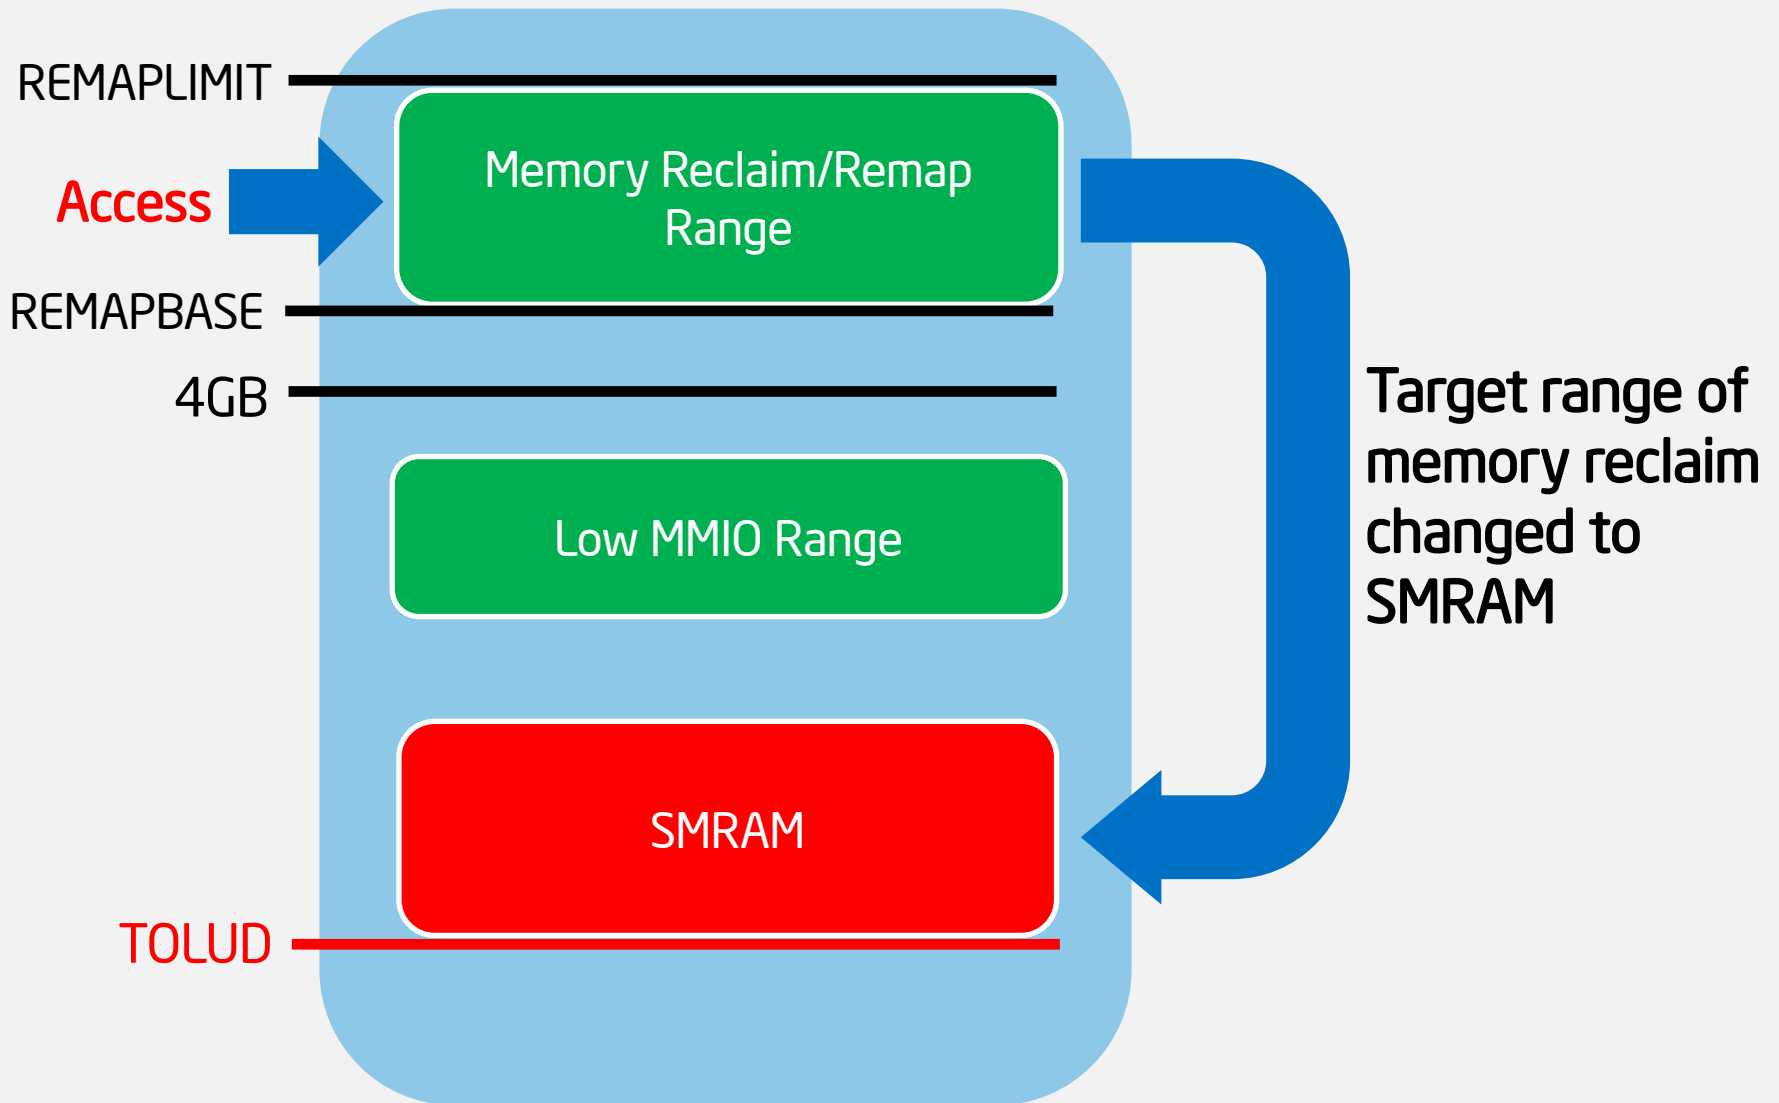 REMAPLIMIT
Memory Reclaim/Remap
Range
Access
REMAPBASE
4GB
Target range of
memory reclaim
changed to
SMRAM
Low MMIO Range
SMRAM
TOLUD